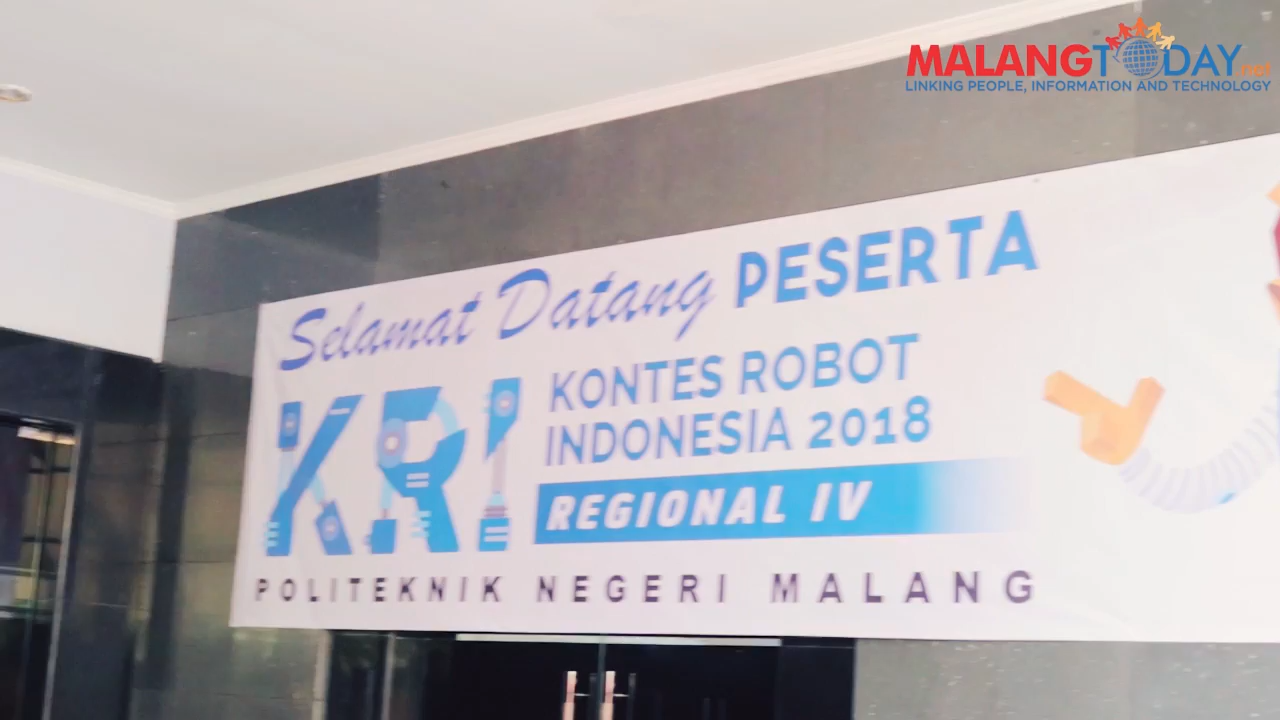 MALANGTODAY.net
LINKING PEOPLE, INFORMATION AND TECHNOLOGY
Selamat Datang PESERTA
KRI
KONTES ROBOT
INDONESIA 2018
REGIONAL IV
POLITEKNIK NEGERI MALANG